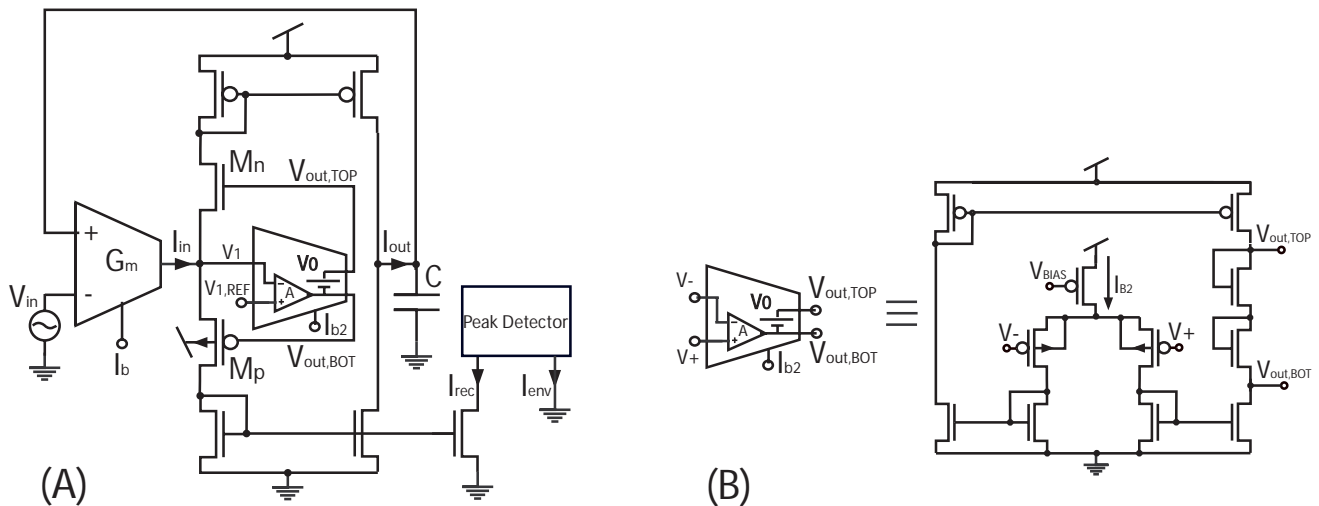 Mn
Vout,TOP
+
Gm
-
Iin
V1
V0
V1,REF
-
A
+
Ib2
Iout
C
Vin
Ib
Mp
Vout,BOT
Peak Detector
Irec
Ienv
(A)
V-
V+
V0
-
A
+
Ib2
Vout,TOP
Vout,BOT
VBIAS
IB2
V-
V+
Vout,TOP
Vout,BOT
(B)